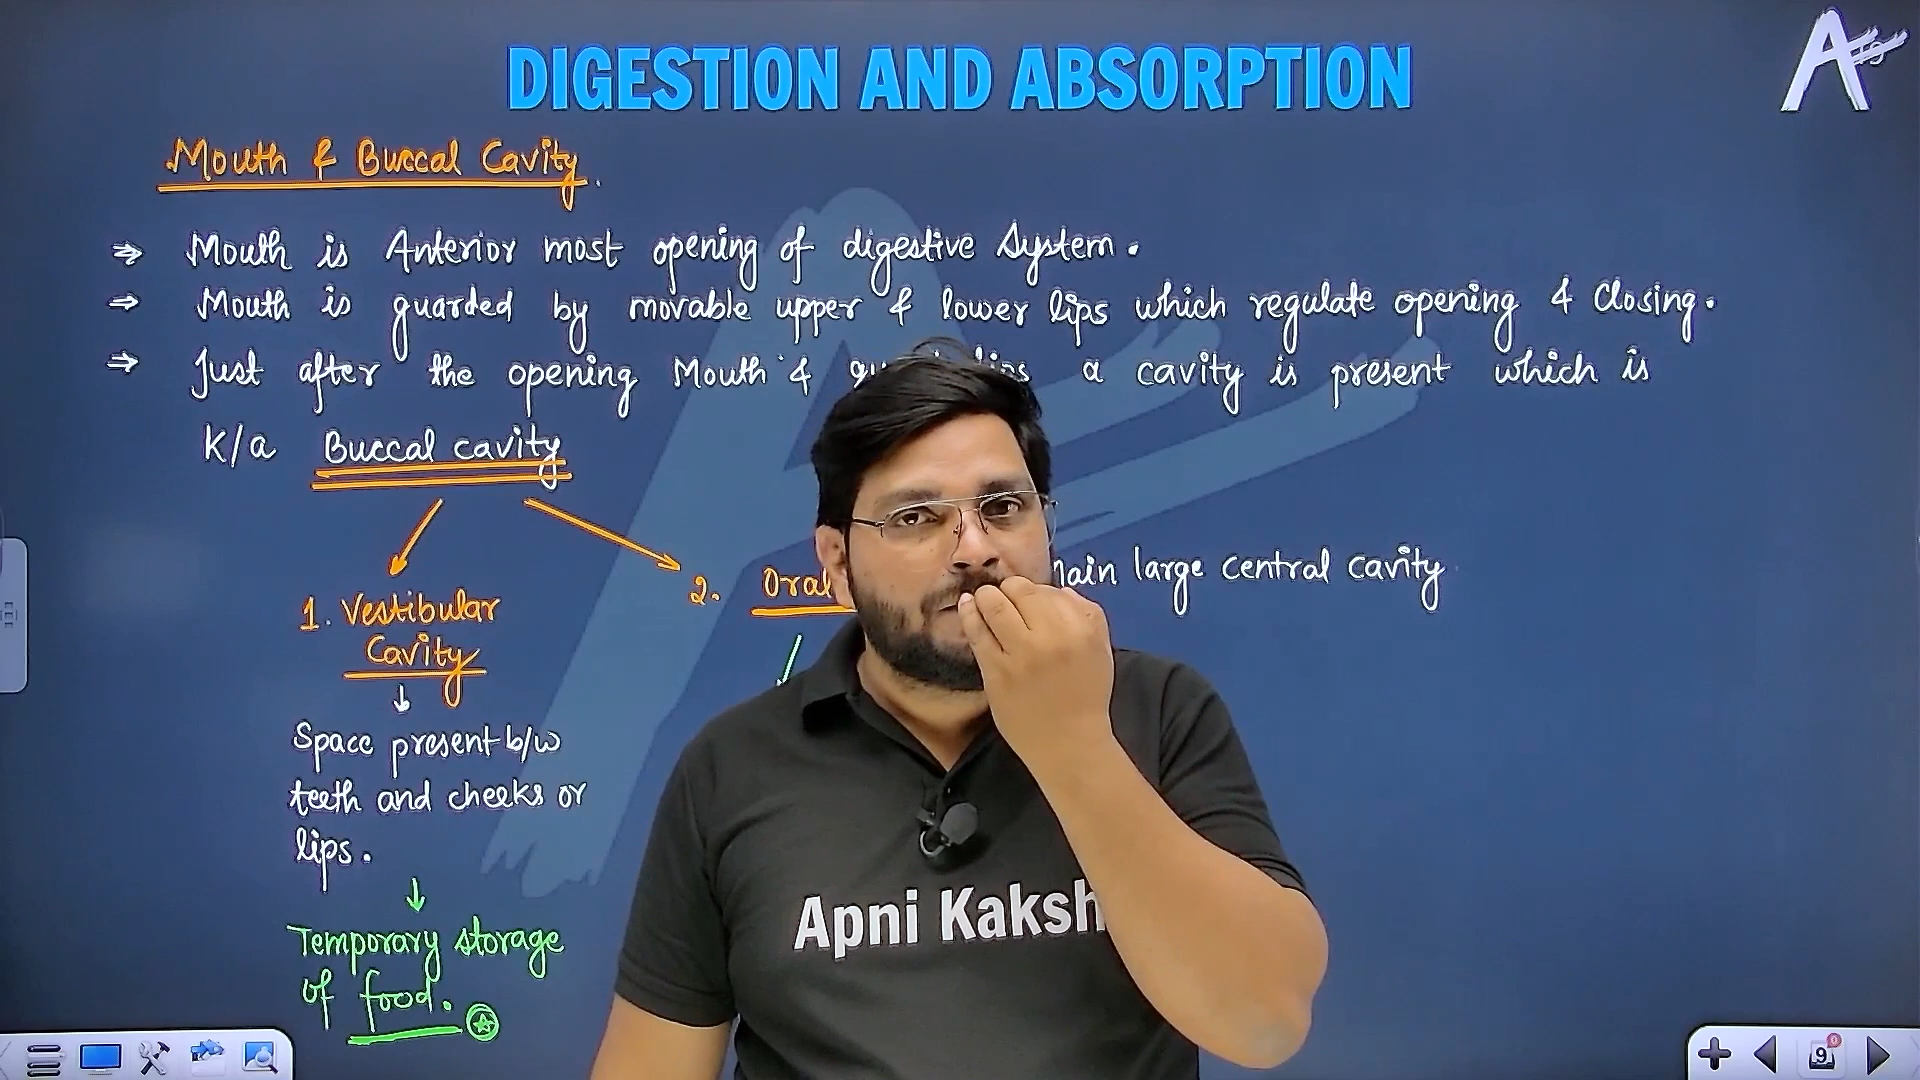 DIGESTION AND ABSORPTION
Mouth & Buccal Cavity.
⇒ Mouth is Anterior most opening of digestive System.
⇒ Mouth is guarded by movable upper & lower lips which regulate opening & Closing.
⇒ Just after the opening Mouth & lips a cavity is present which is
K/a Buccal cavity
1. Vestibular
Cavity
↓
Space present b/w
teeth and cheeks or
lips.
↓
Temporary storage
of food.
2. Oral main large central cavity
Apni Kaksh
9